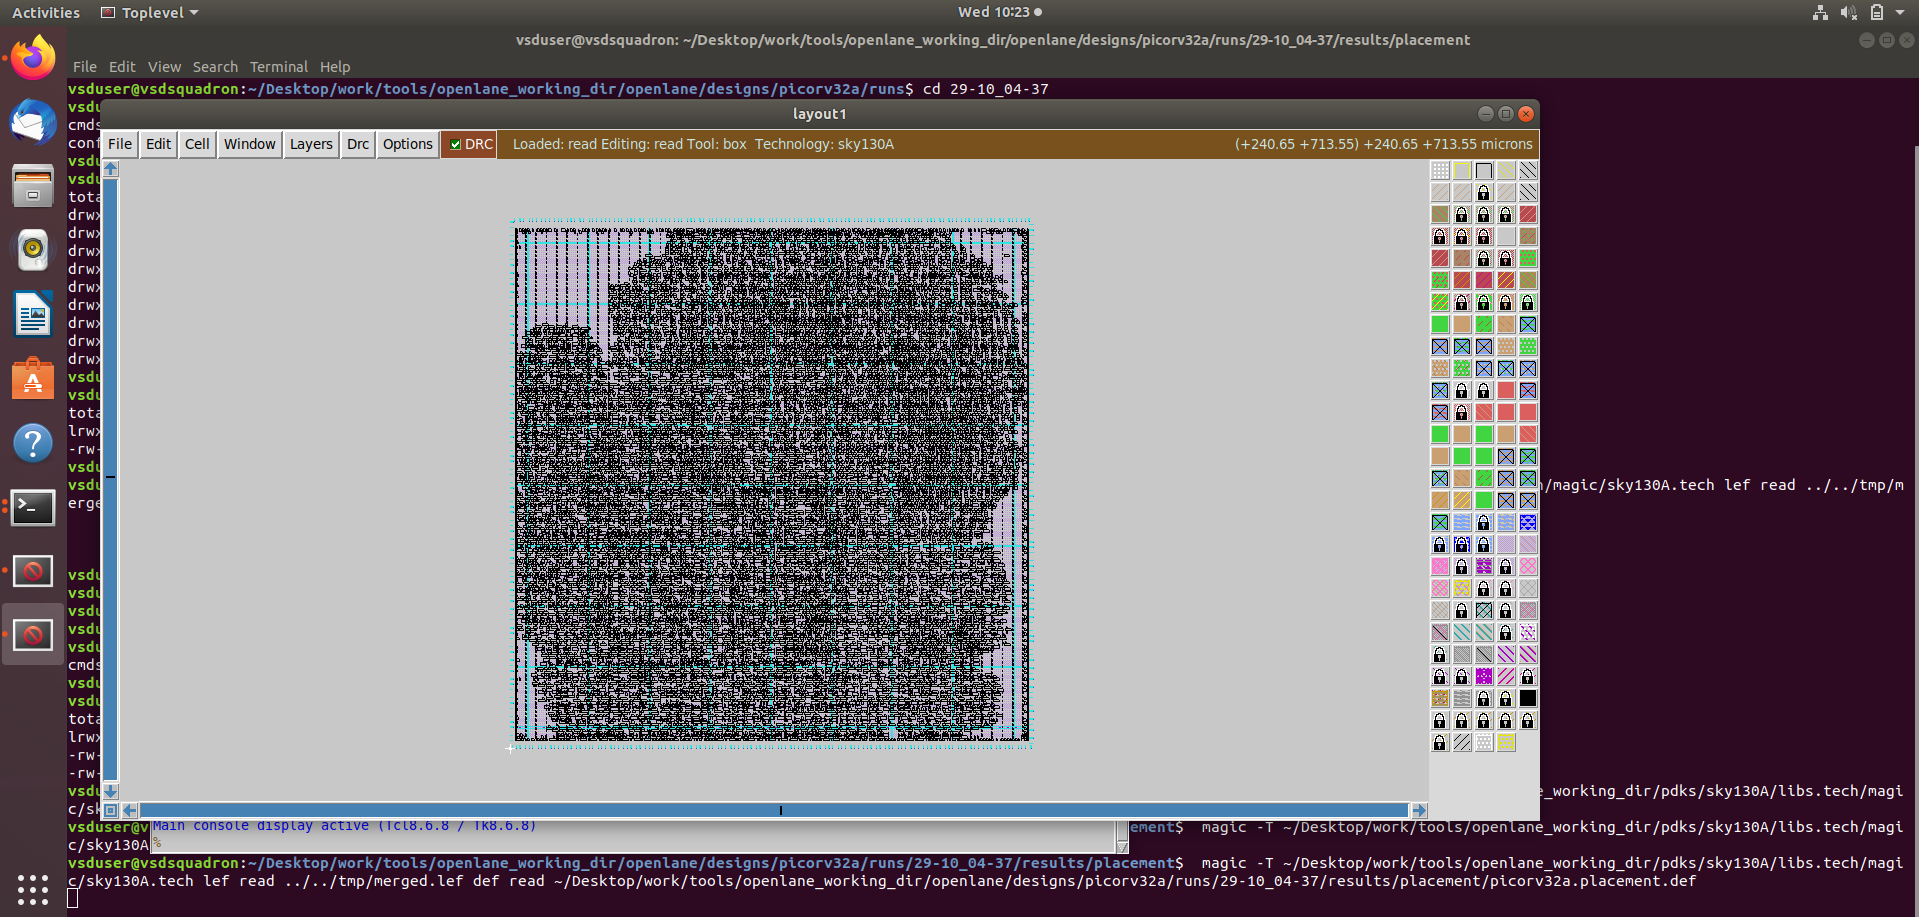 Activities Toplevel Wed 10:23
vsduser@vsdsquadron: ~/Desktop/work/tools/openlane_working_dir/openlane/designs/picorv32a/runs/29-10_04-37/results/placement
File Edit View Search Terminal Help
vsduser@vsdsquadron:~/Desktop/work/tools/openlane_working_dir/openlane/designs/picorv32a/runs$ cd 29-10_04-37
vsdu
layout1
cmds
File Edit Cell Window Layers Drc Options DRC Loaded: read Editing: read Tool: box Technology: sky130A (+240.65 +713.55) +240.65 +713.55 microns
conf
vsdu
vsdu
tota
drwx
drwx
drwx
drwx
drwx
drwx
drwx
drwx
drwx
vsdu
vsdu
tota
lrwx
-rw-
vsdu
vsdu
/magic/sky130A.tech lef read ../../tmp/m
erge
vsdu
vsdu
vsdu
vsdu
vsdu
cmds
vsdu
vsdu
tota
lrwx
-rw-
-rw-
vsdu
e_working_dir/pdks/sky130A/libs.tech/magi
c/sk
vsduser@v
Main console display active (Tcl8.6.8 / Tk8.6.8)
ement$ magic -T ~/Desktop/work/tools/openlane_working_dir/pdks/sky130A/libs.tech/magi
c/sky130A
%
vsduser@vsdsquadron:~/Desktop/work/tools/openlane_working_dir/openlane/designs/picorv32a/runs/29-10_04-37/results/placement$ magic -T ~/Desktop/work/tools/openlane_working_dir/pdks/sky130A/libs.tech/magi
c/sky130A.tech lef read ../../tmp/merged.lef def read ~/Desktop/work/tools/openlane_working_dir/openlane/designs/picorv32a/runs/29-10_04-37/results/placement/picorv32a.placement.def